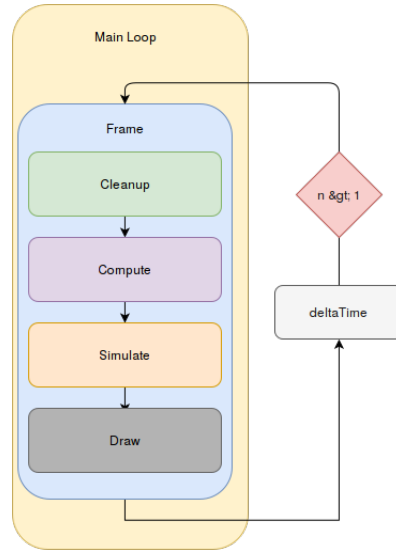 Main Loop
Frame
Cleanup
Compute
Simulate
Draw
n &gt; 1
deltaTime